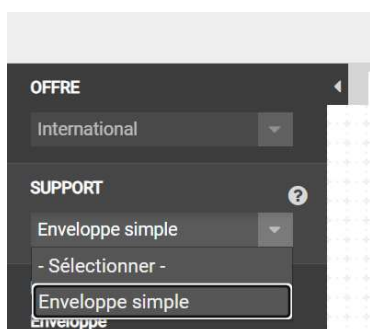 OFFRE
International
SUPPORT
Enveloppe simple
- Sélectionner -
Enveloppe simple
Enveloppe